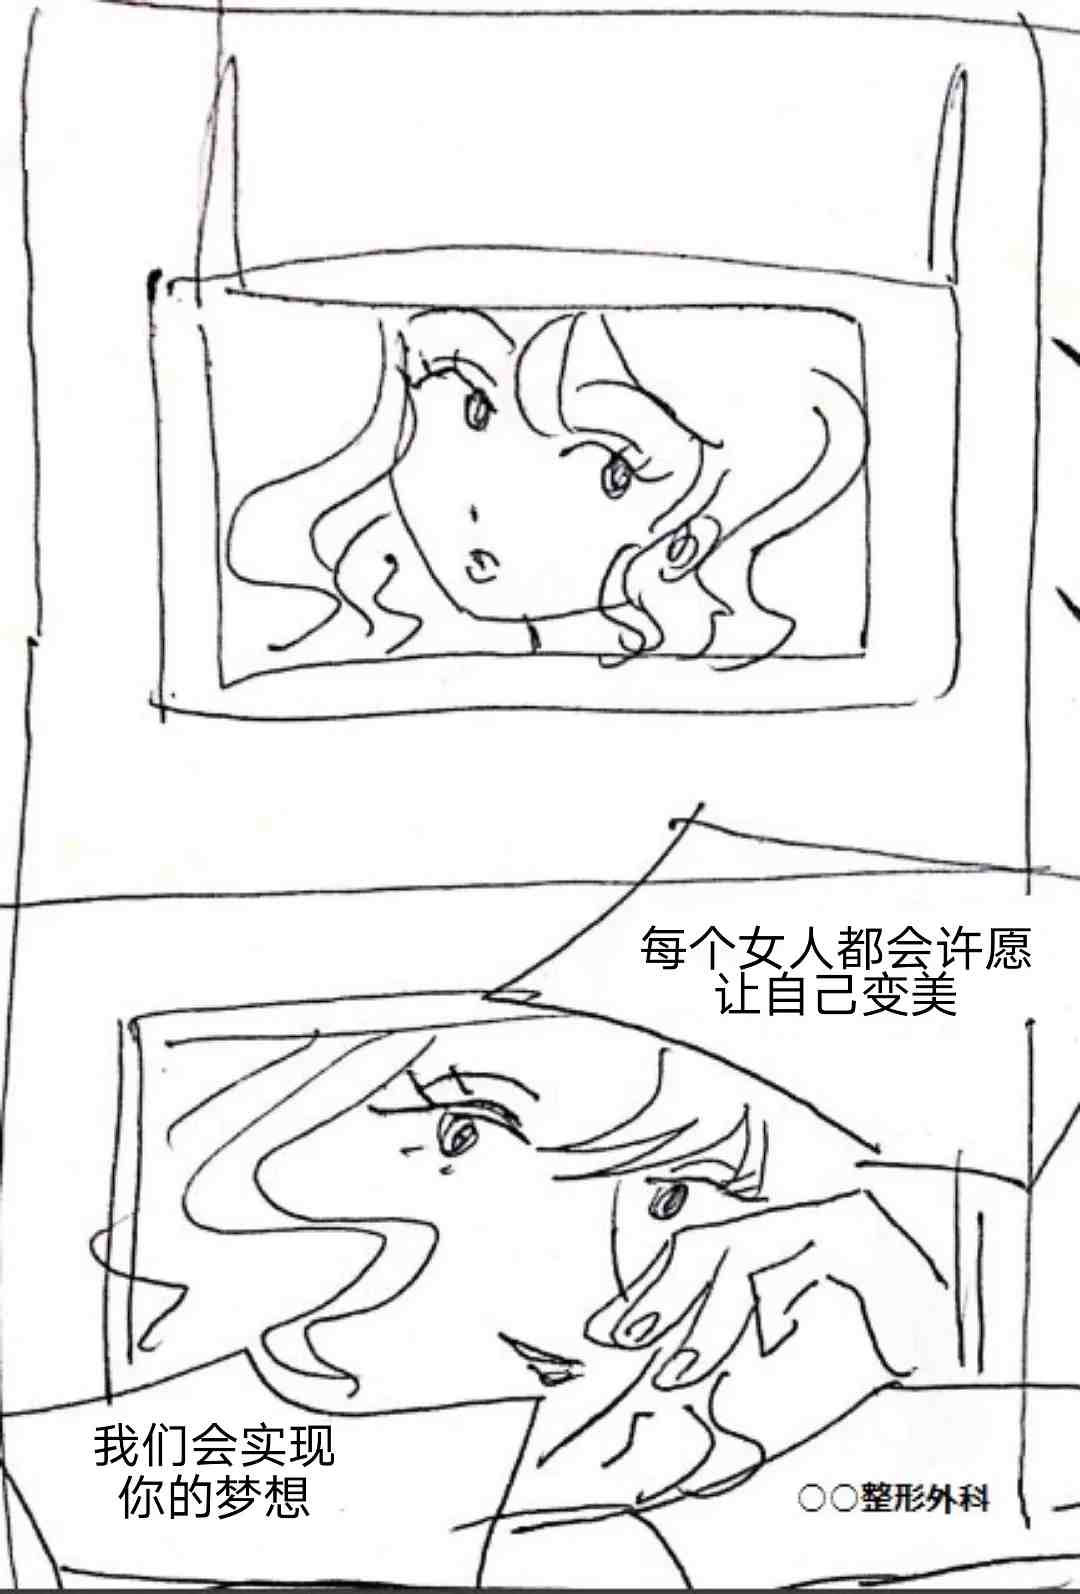 每个女人都会许愿
让自己变美
我们会实现
你的梦想
○○整形外科